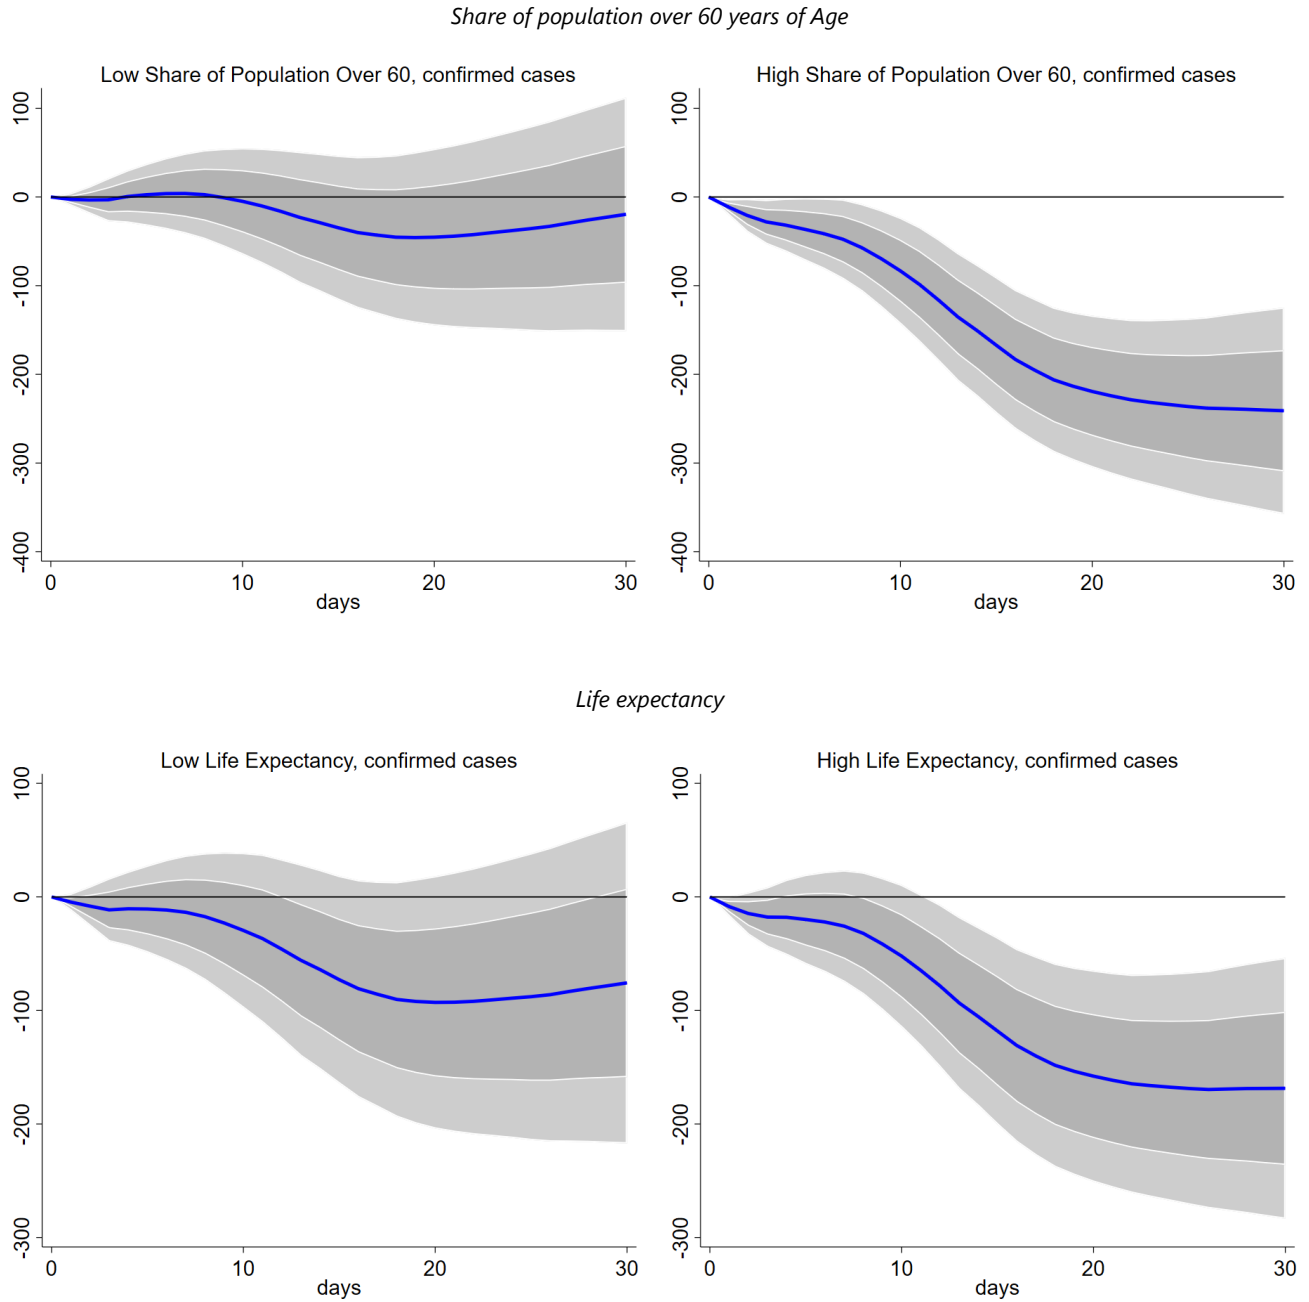 Share of population over 60 years of Age
Low Share of Population Over 60, confirmed cases
100
0
-100
-200
-300
-400
0 10 20 30
days
High Share of Population Over 60, confirmed cases
100
0
-100
-200
-300
-400
0 10 20 30
days
Life expectancy
Low Life Expectancy, confirmed cases
100
0
-100
-200
-300
0 10 20 30
days
High Life Expectancy, confirmed cases
100
0
-100
-200
-300
0 10 20 30
days